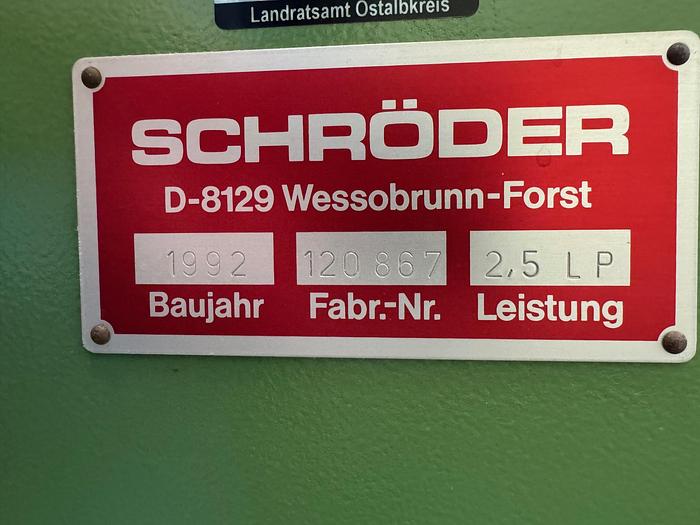 Landratsamt Ostalbkreis
SCHRÖDER
D-8129 Wessobrunn-Forst
1992 120 867 2,5 LP
Baujahr Fabr.-Nr. Leistung